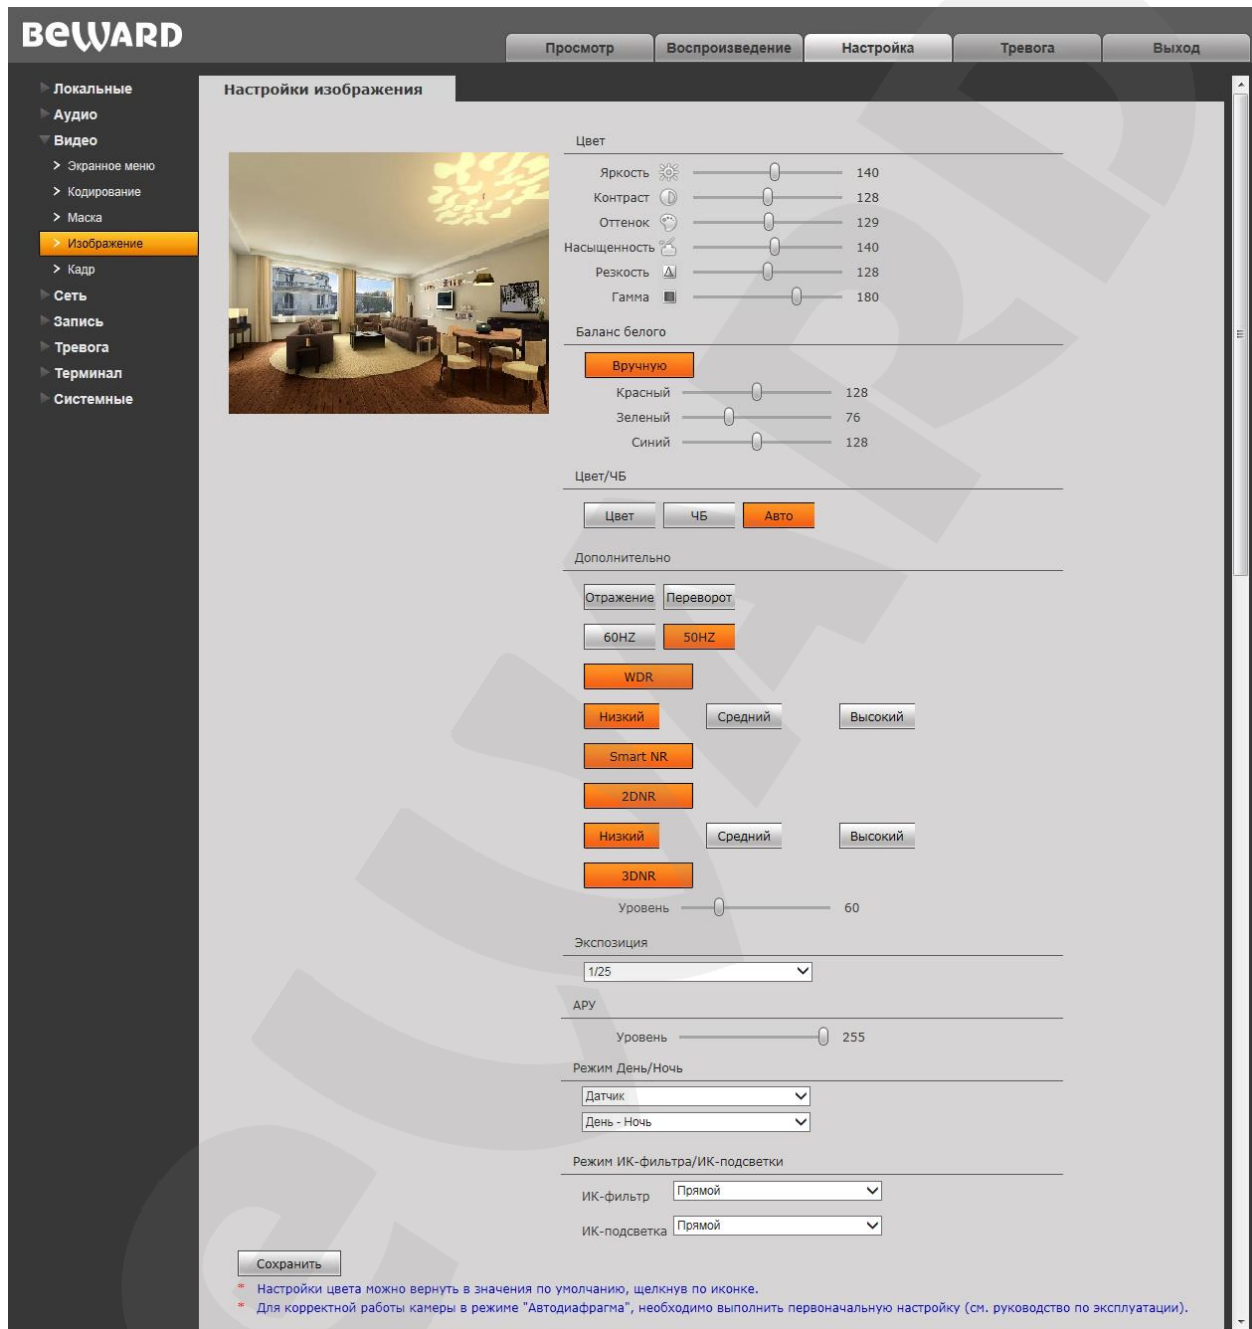 BEWARD
Просмотр Воспроизведение Настройка Тревога Выход
Локальные
Аудио
Видео
Экранное меню
Кодирование
Маска
Изображение
Кадр
Сеть
Запись
Тревога
Терминал
Системные
Настройки изображения
Цвет
Яркость 140
Контраст 128
Оттенок 129
Насыщенность 140
Резкость 128
Гамма 180
Баланс белого
Вручную
Красный 128
Зеленый 76
Синий 128
Цвет/ЧБ
Цвет ЧБ Авто
Дополнительно
Отражение Переворот
60HZ 50HZ
WDR
Низкий Средний Высокий
Smart NR
2DNR
Низкий Средний Высокий
3DNR
Уровень 60
Экспозиция
1/25
АРУ
Уровень 255
Режим День/Ночь
Датчик
День - Ночь
Режим ИК-фильтра/ИК-подсветки
ИК-фильтр Прямой
ИК-подсветка Прямой
Сохранить
* Настройки цвета можно вернуть в значения по умолчанию, щелкнув по иконке.
* Для корректной работы камеры в режиме "Автодиафрагма", необходимо выполнить первоначальную настройку (см. руководство по эксплуатации).